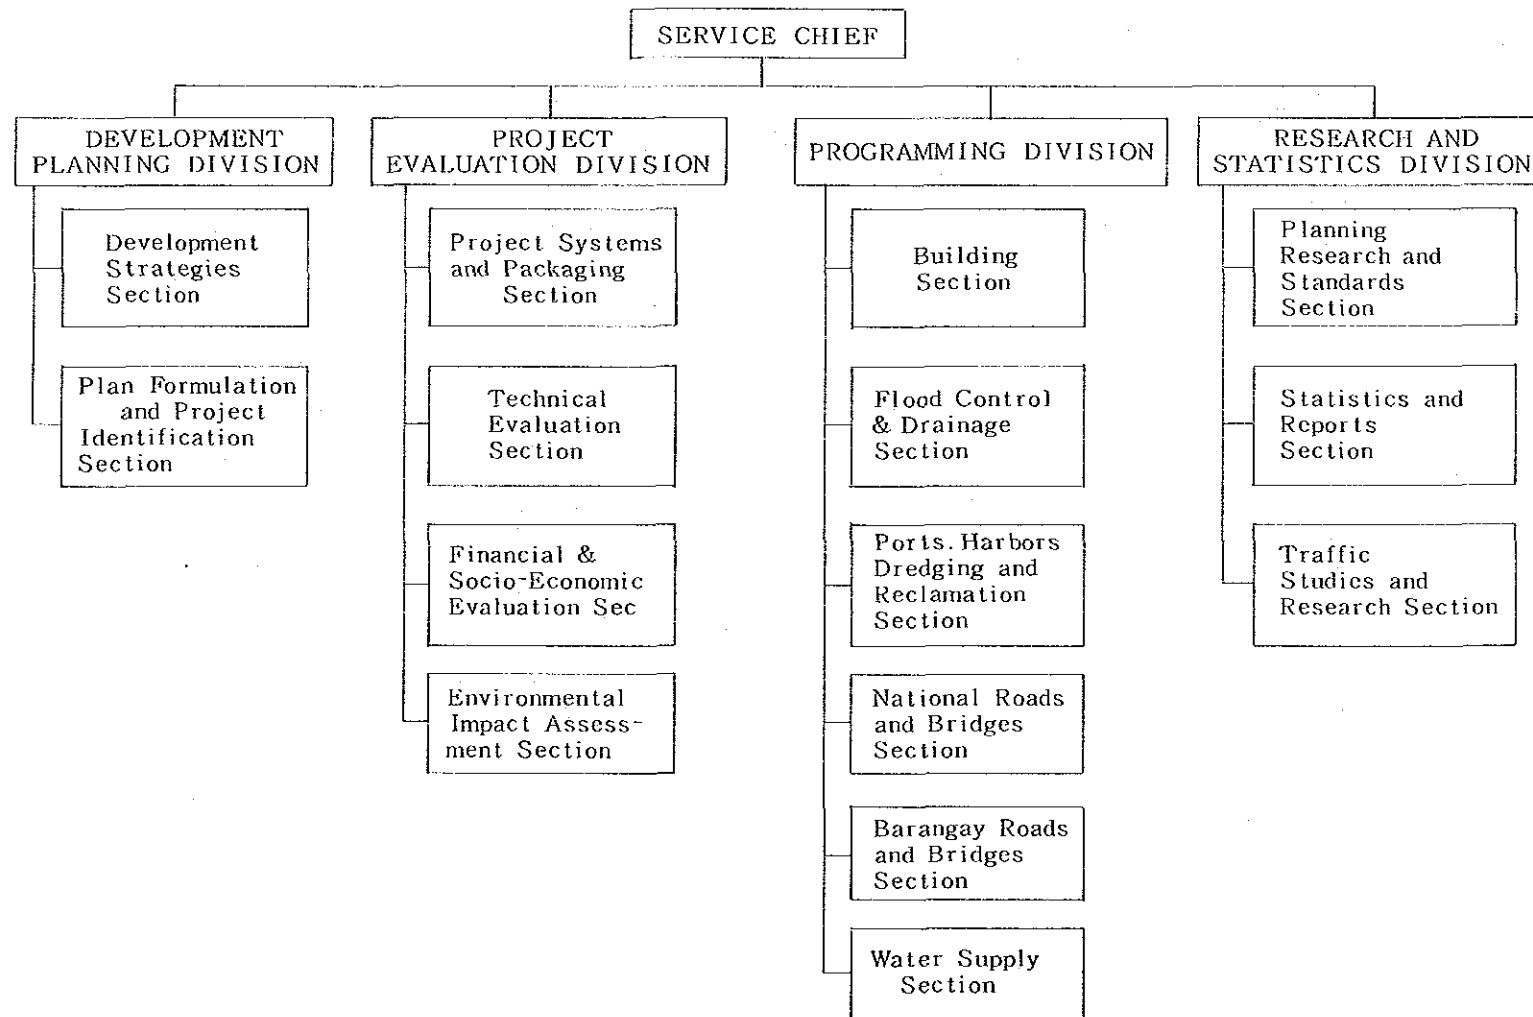 SERVICE CHIEF
DEVELOPMENT
PLANNING DIVISION
Development
Strategies
Section
Plan Formulation
and Project
Identification
Section
PROJECT
EVALUATION DIVISION
Project Systems
and Packaging
Section
Technical
Evaluation
Section
Financial &
Socio-Economic
Evaluation Sec
Environmental
Impact Assess-
ment Section
PROGRAMMING DIVISION
Building
Section
Flood Control
& Drainage
Section
Ports. Harbors
Dredging and
Reclamation
Section
National Roads
and Bridges
Section
Barangay Roads
and Bridges
Section
Water Supply
Section
RESEARCH AND
STATISTICS DIVISION
Planning
Research and
Standards
Section
Statistics and
Reports
Section
Traffic
Studies and
Research Section